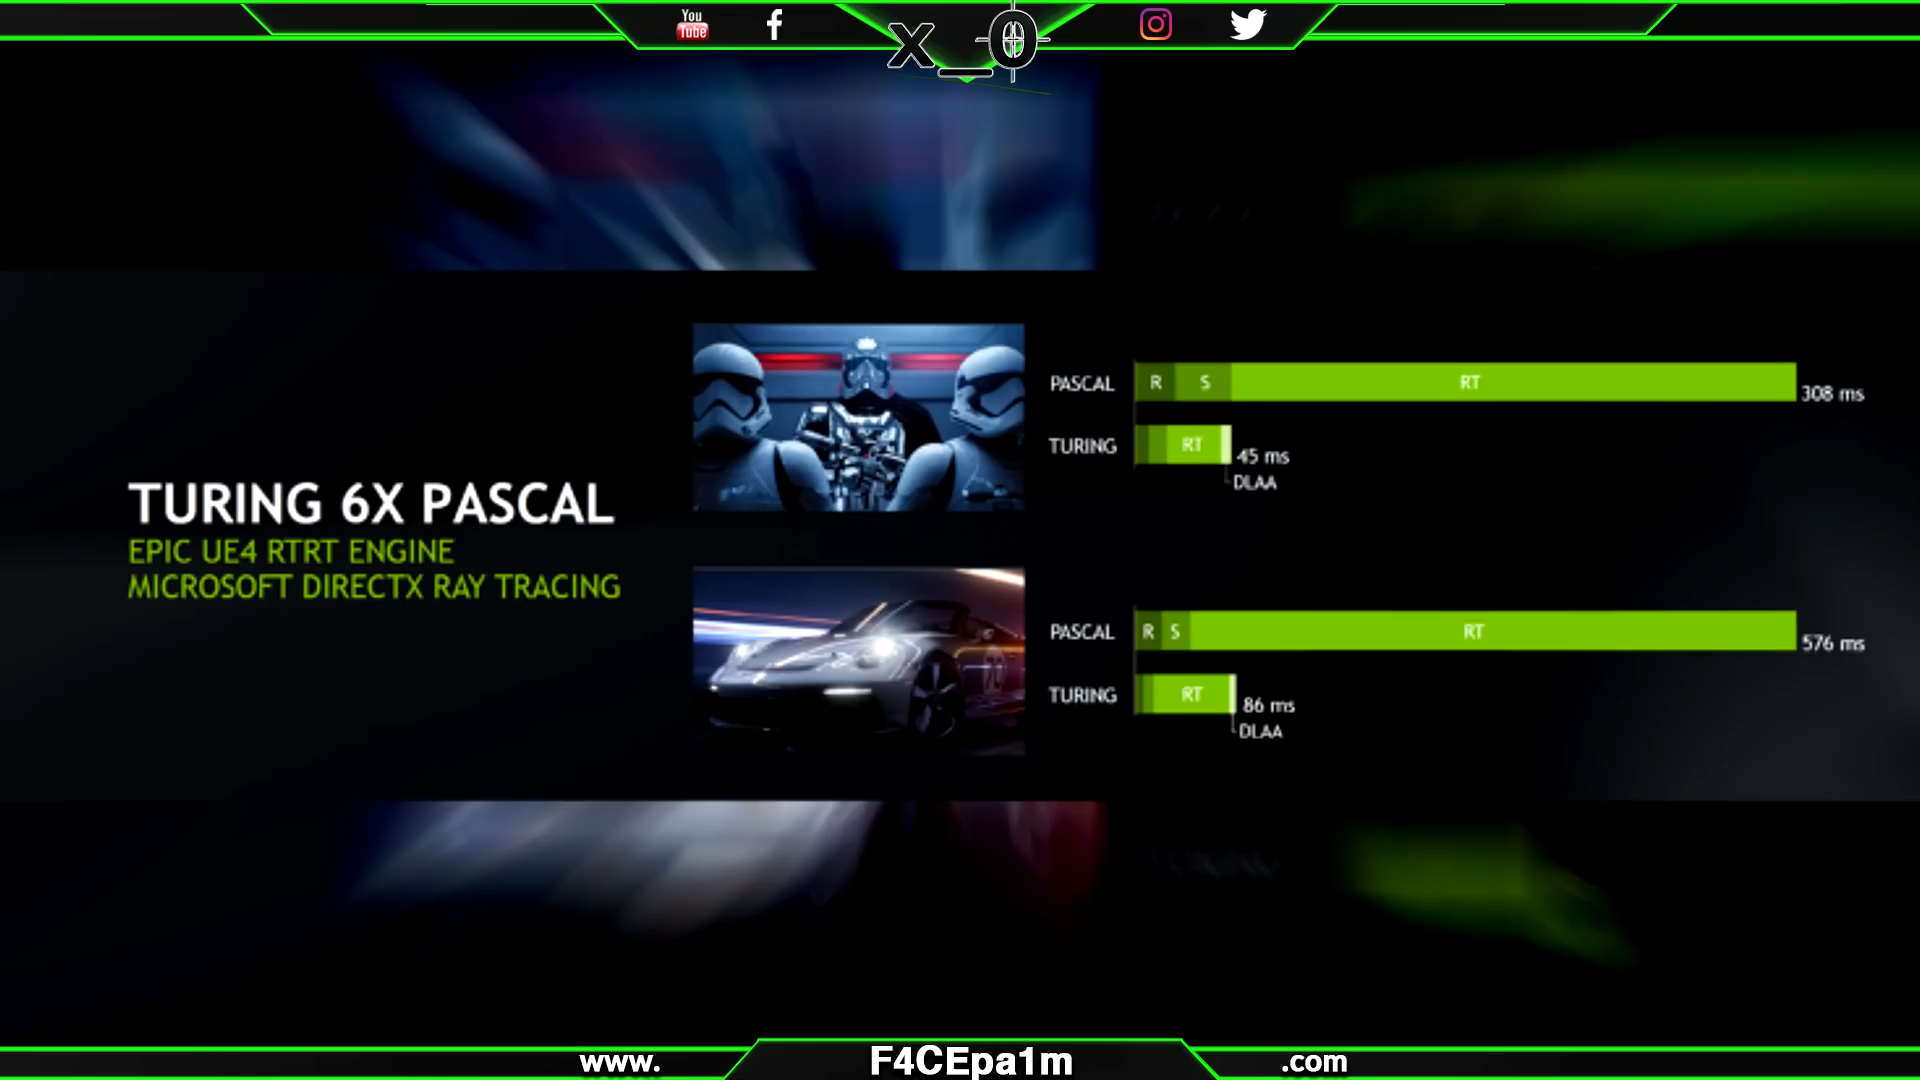 You
Tube
x_0
TURING 6X PASCAL
EPIC UE4 RTRT ENGINE
MICROSOFT DIRECTX RAY TRACING
PASCAL R S RT 308 ms
TURING RT 45 ms
DLAA
PASCAL R S RT 576 ms
TURING RT 86 ms
DLAA
www. F4CEpa1m .com